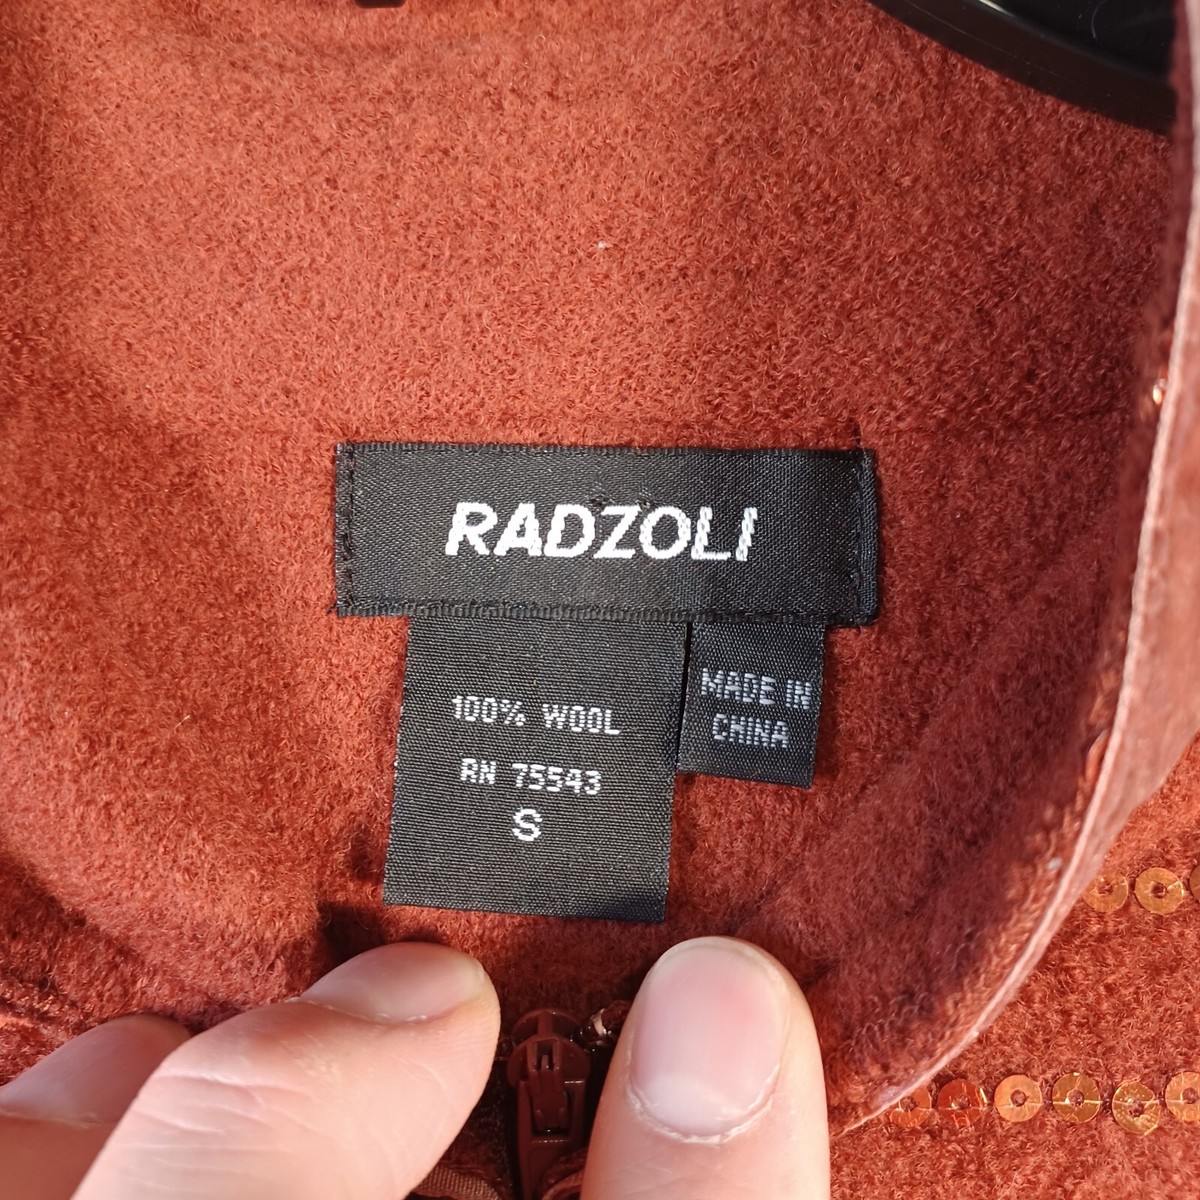 RADZOLI
100% WOOL
RN 75543
S
MADE IN
CHINA